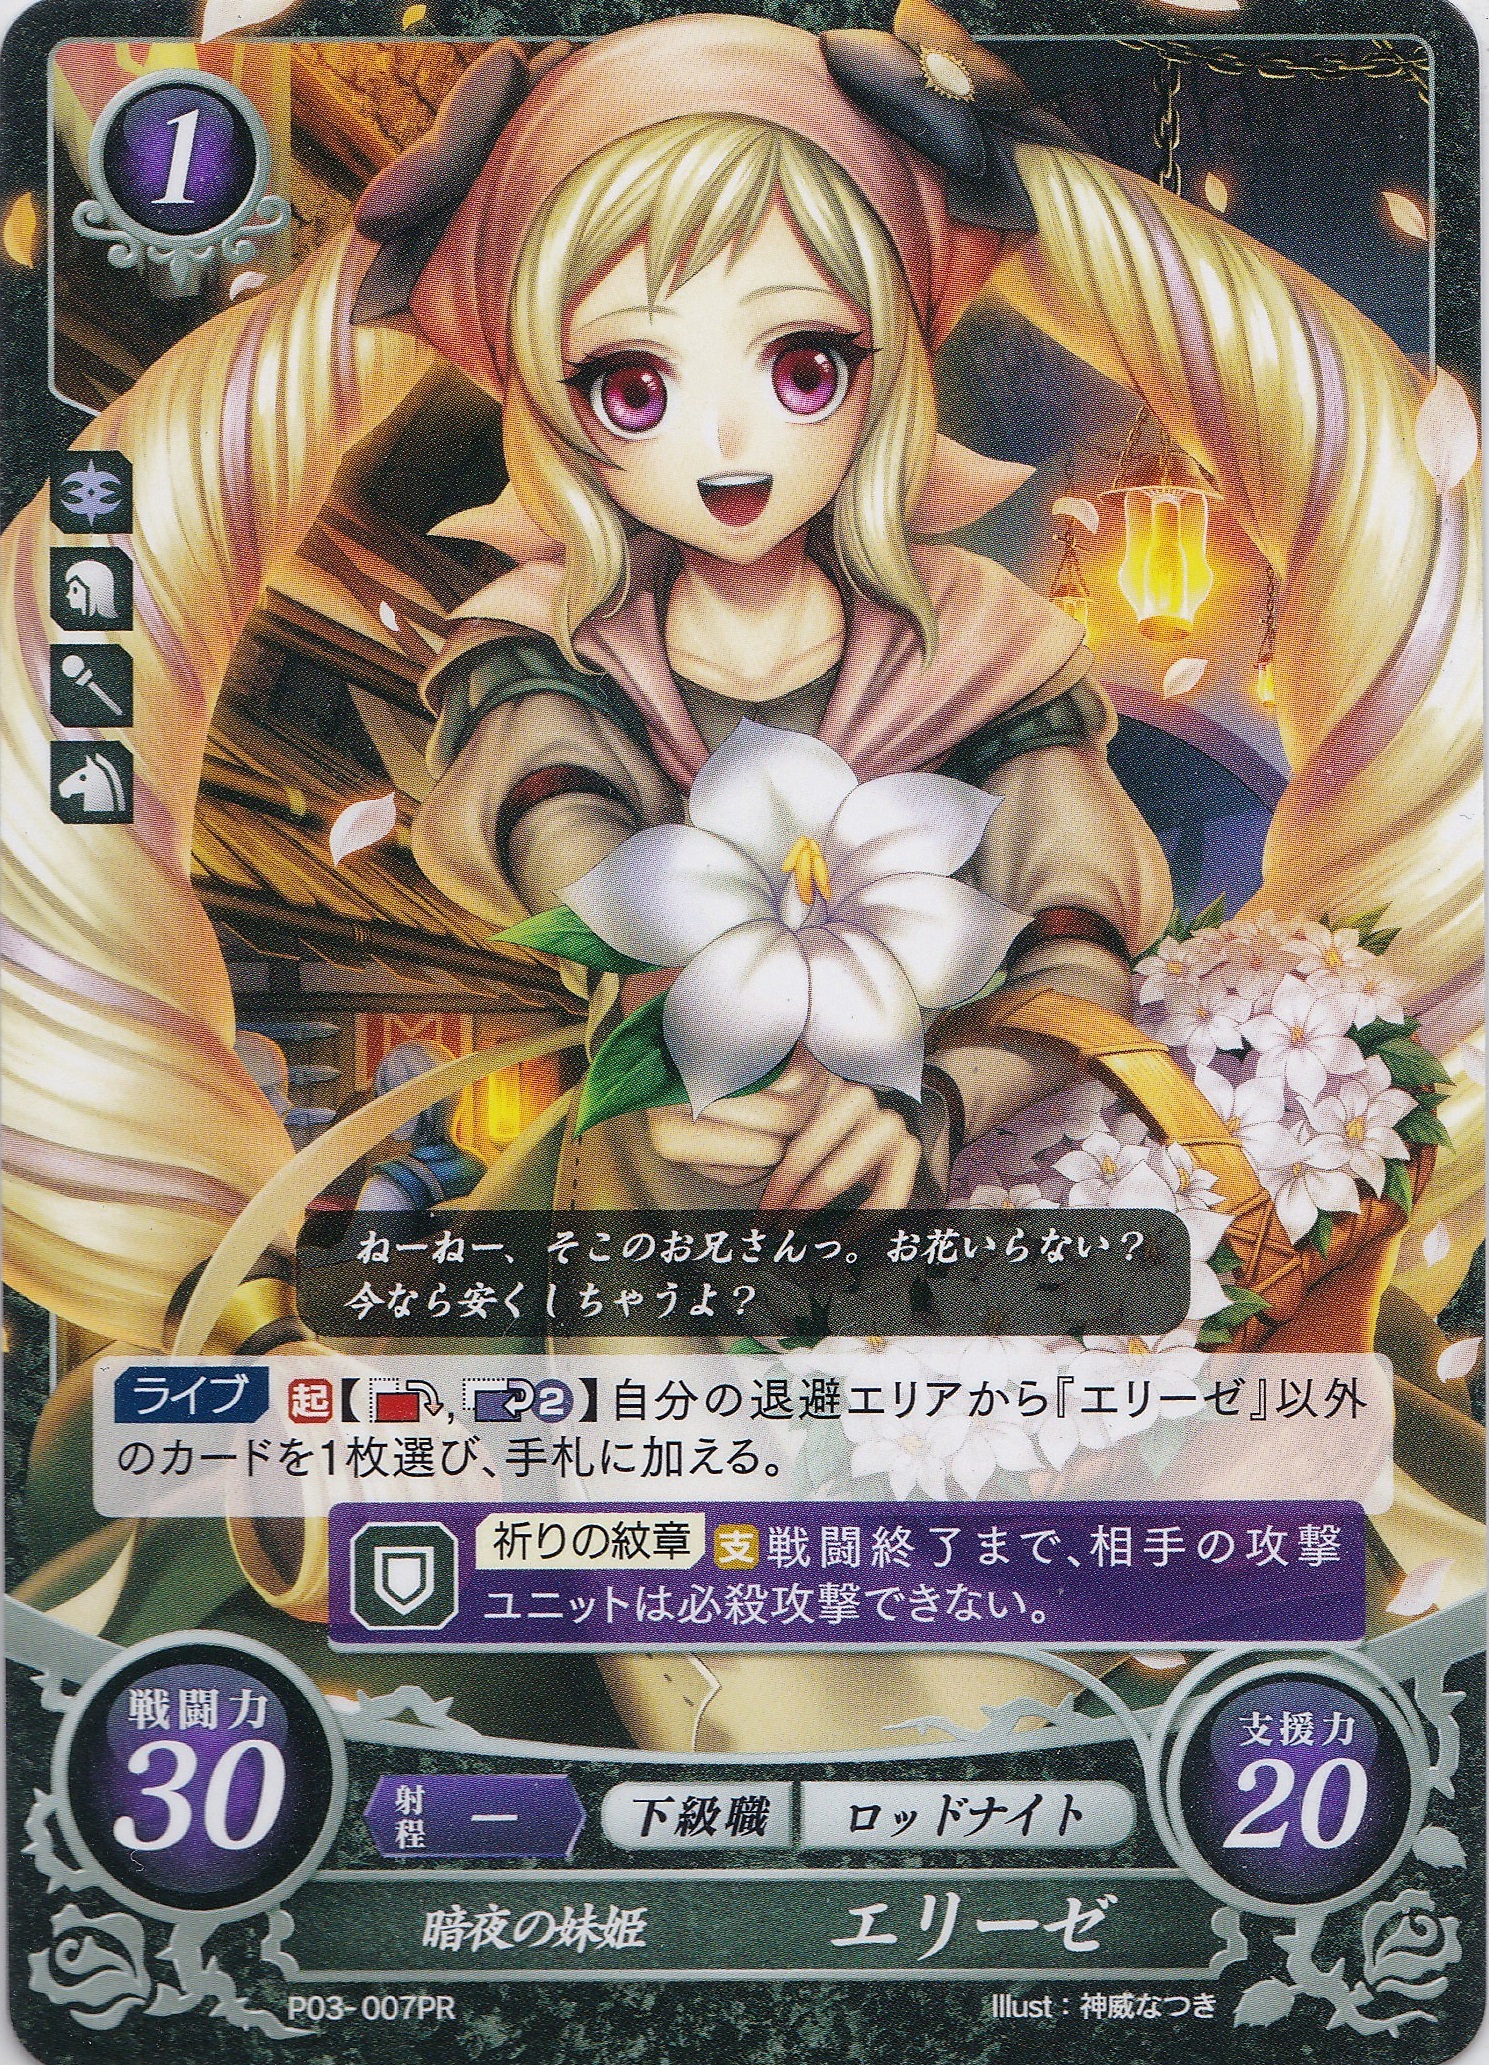 1
ねーねー、そこのお兄さんっ。お花いらない?
今なら安くしちゃうよ?
ライブ 起【 , 2】自分の退避エリアから『エリーゼ』以外
のカードを1枚選び、手札に加える。
祈りの紋章 支 戦闘終了まで、相手の攻撃
ユニットは必殺攻撃できない。
戦闘力
30
射程 ー
下級職 ロッドナイト
支援力
20
暗夜の妹姫 エリーゼ
P03-007PR Illust : 神威なつき